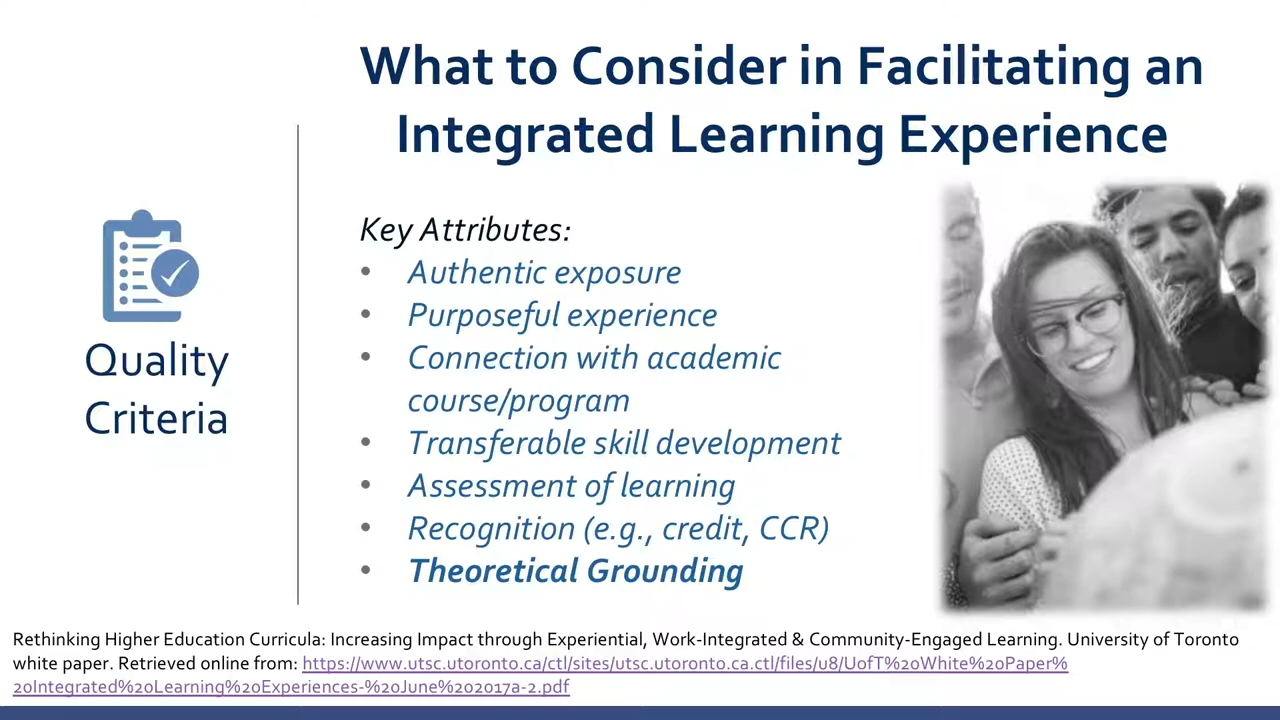 What to Consider in Facilitating an
Integrated Learning Experience
Quality
Criteria
Key Attributes:
• Authentic exposure
• Purposeful experience
• Connection with academic
course/program
• Transferable skill development
• Assessment of learning
• Recognition (e.g., credit, CCR)
• Theoretical Grounding
Rethinking Higher Education Curricula: Increasing Impact through Experiential, Work-Integrated & Community-Engaged Learning. University of Toronto
white paper. Retrieved online from: https://www.utsc.utoronto.ca/ctl/sites/utsc.utoronto.ca.ctl/files/u8/UofT%20White%20Paper%
20Integrated%20Learning%20Experiences-%20June%202017a-2.pdf